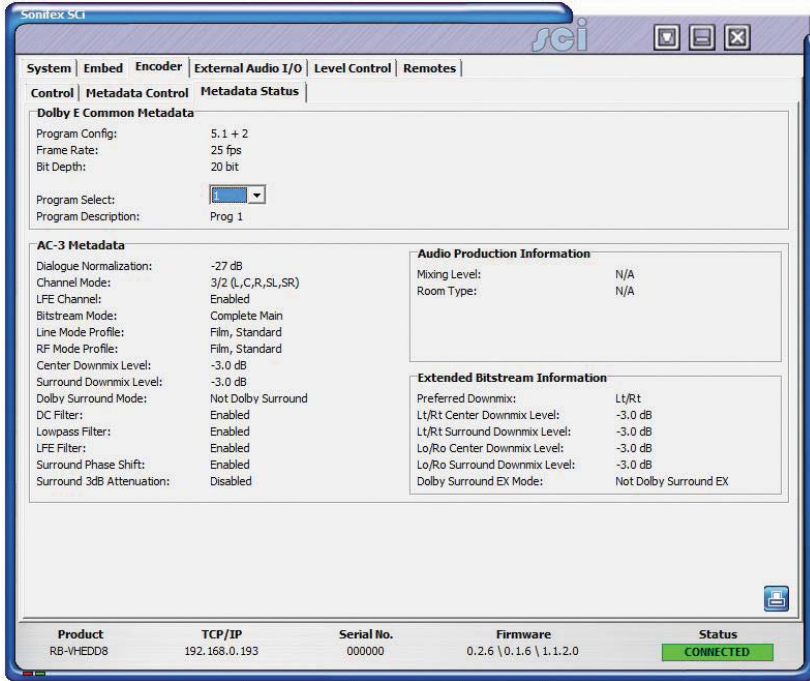 Sonifex SCi
sci
System Embed Encoder External Audio I/O Level Control Remotes
Control Metadata Control Metadata Status
Dolby E Common Metadata
Program Config: 5.1 + 2
Frame Rate: 25 fps
Bit Depth: 20 bit
Program Select: 1
Program Description: Prog 1
AC-3 Metadata
Dialogue Normalization: -27 dB
Channel Mode: 3/2 (L,C,R,SL,SR)
LFE Channel: Enabled
Bitstream Mode: Complete Main
Line Mode Profile: Film, Standard
RF Mode Profile: Film, Standard
Center Downmix Level: -3.0 dB
Surround Downmix Level: -3.0 dB
Dolby Surround Mode: Not Dolby Surround
DC Filter: Enabled
Lowpass Filter: Enabled
LFE Filter: Enabled
Surround Phase Shift: Enabled
Surround 3dB Attenuation: Disabled
Audio Production Information
Mixing Level: N/A
Room Type: N/A
Extended Bitstream Information
Preferred Downmix: Lt/Rt
Lt/Rt Center Downmix Level: -3.0 dB
Lt/Rt Surround Downmix Level: -3.0 dB
Lo/Ro Center Downmix Level: -3.0 dB
Lo/Ro Surround Downmix Level: -3.0 dB
Dolby Surround EX Mode: Not Dolby Surround EX
Product TCP/IP Serial No. Firmware Status
RB-VHEDD8 192.168.0.193 000000 0.2.6 \ 0.1.6 \ 1.1.2.0 CONNECTED